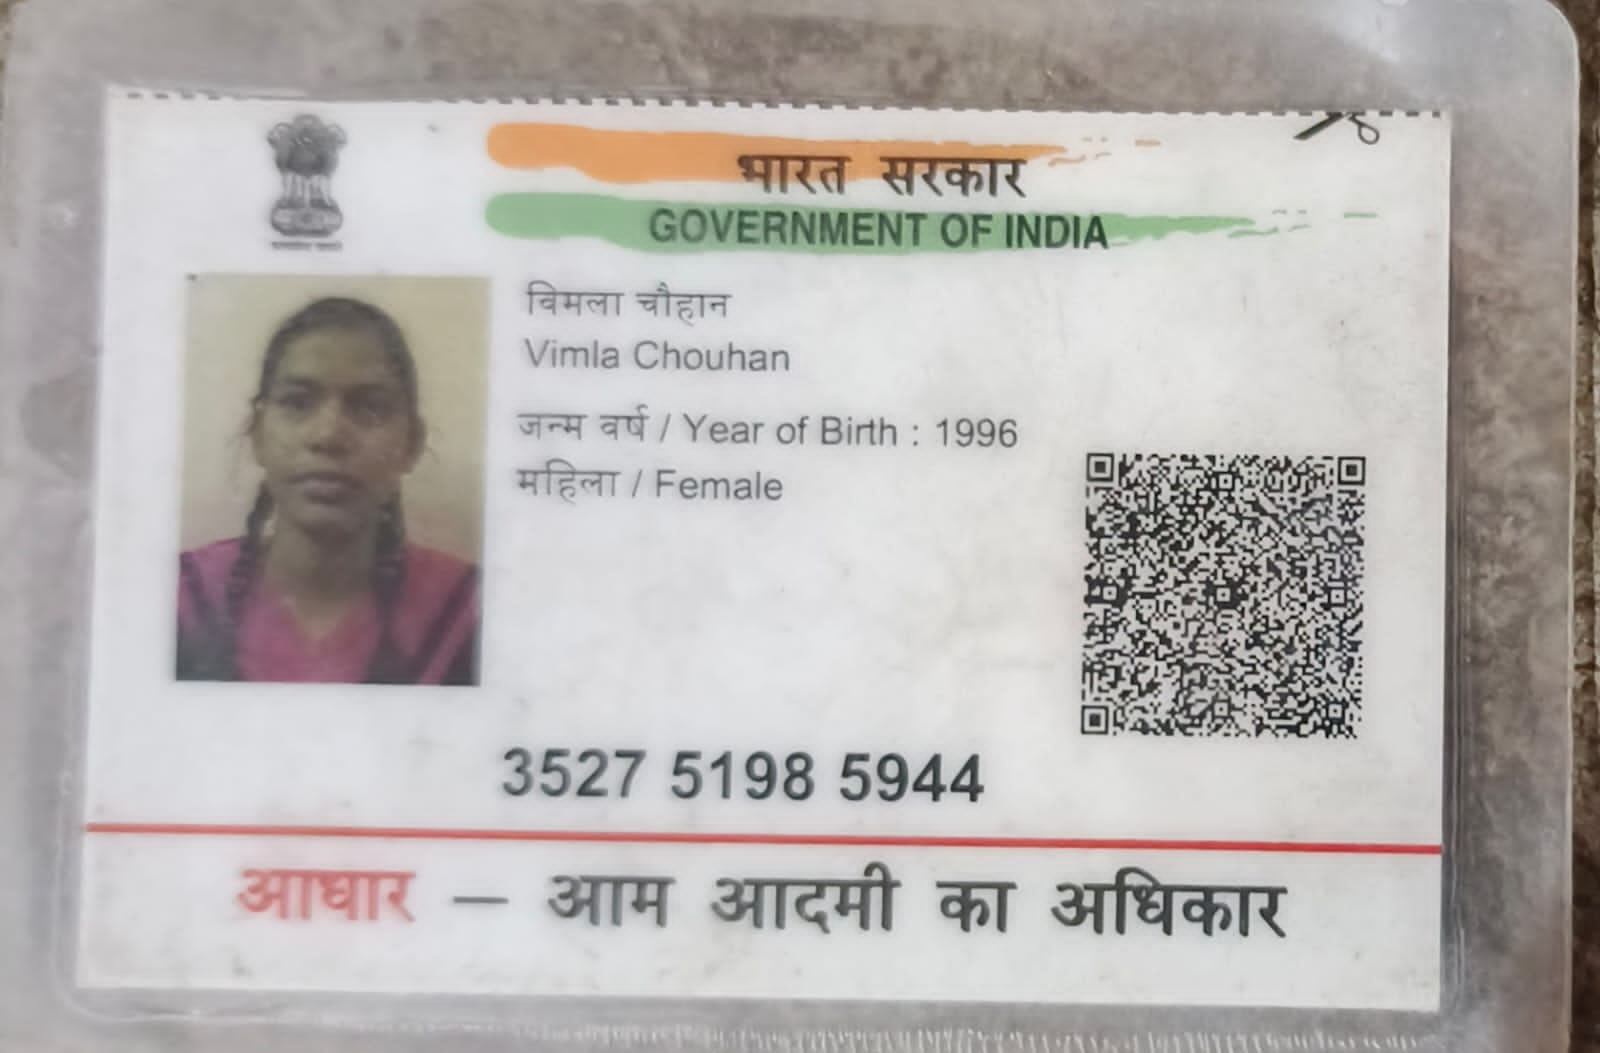 भारत सरकार
GOVERNMENT OF INDIA
विमला चौहान
Vimla Chouhan
जन्म वर्ष / Year of Birth : 1996
महिला / Female
3527 5198 5944
आधार — आम आदमी का अधिकार